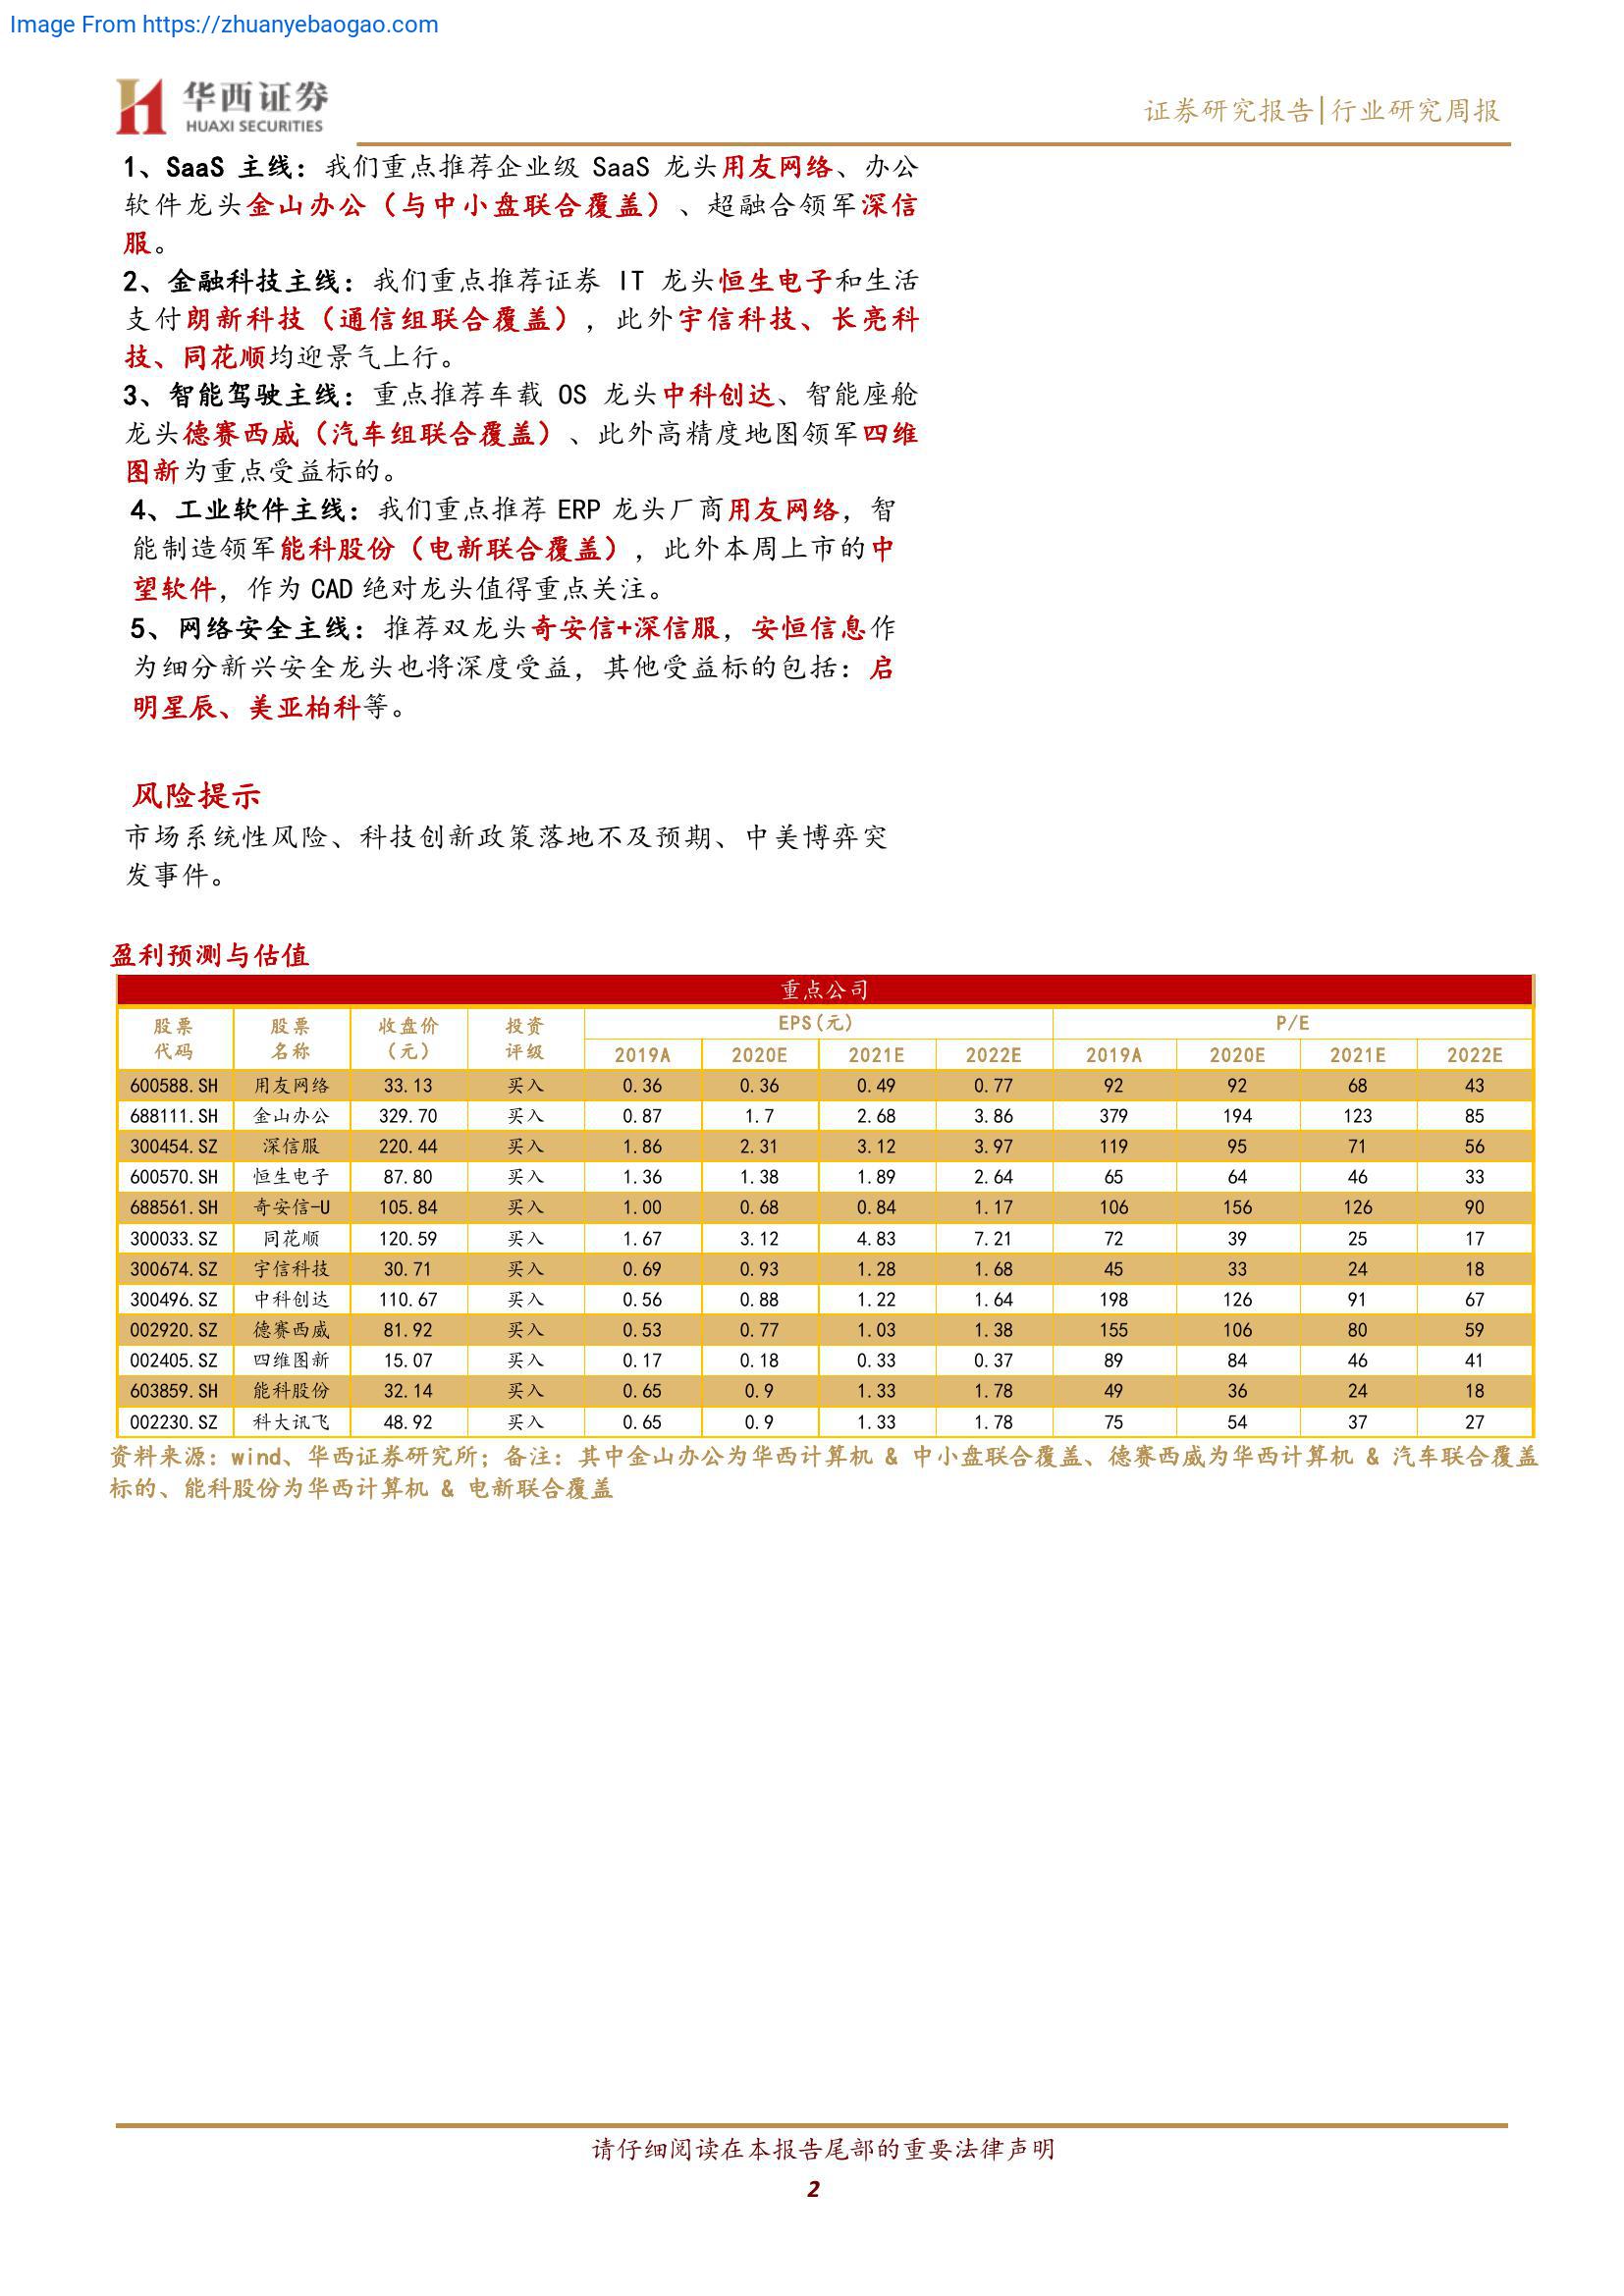 Image From https://zhuanyebaogao.com
华西证券
HUAXI SECURITIES
证券研究报告|行业研究周报
1、SaaS 主线：我们重点推荐企业级 SaaS 龙头用友网络、办公
软件龙头金山办公（与中小盘联合覆盖）、超融合领军深信
服。
2、金融科技主线：我们重点推荐证券 IT 龙头恒生电子和生活
支付朗新科技（通信组联合覆盖），此外宇信科技、长亮科
技、同花顺均迎景气上行。
3、智能驾驶主线：重点推荐车载 OS 龙头中科创达、智能座舱
龙头德赛西威（汽车组联合覆盖）、此外高精度地图领军四维
图新为重点受益标的。
4、工业软件主线：我们重点推荐 ERP 龙头厂商用友网络，智
能制造领军能科股份（电新联合覆盖），此外本周上市的中
望软件，作为 CAD 绝对龙头值得重点关注。
5、网络安全主线：推荐双龙头奇安信+深信服，安恒信息作
为细分新兴安全龙头也将深度受益，其他受益标的包括：启
明星辰、美亚柏科等。
风险提示
市场系统性风险、科技创新政策落地不及预期、中美博弈突
发事件。
盈利预测与估值
重点公司
股票代码 股票名称 收盘价（元） 投资评级 EPS(元) P/E
2019A 2020E 2021E 2022E 2019A 2020E 2021E 2022E
600588.SH 用友网络 33.13 买入 0.36 0.36 0.49 0.77 92 92 68 43
688111.SH 金山办公 329.70 买入 0.87 1.7 2.68 3.86 379 194 123 85
300454.SZ 深信服 220.44 买入 1.86 2.31 3.12 3.97 119 95 71 56
600570.SH 恒生电子 87.80 买入 1.36 1.38 1.89 2.64 65 64 46 33
688561.SH 奇安信-U 105.84 买入 1.00 0.68 0.84 1.17 106 156 126 90
300033.SZ 同花顺 120.59 买入 1.67 3.12 4.83 7.21 72 39 25 17
300674.SZ 宇信科技 30.71 买入 0.69 0.93 1.28 1.68 45 33 24 18
300496.SZ 中科创达 110.67 买入 0.56 0.88 1.22 1.64 198 126 91 67
002920.SZ 德赛西威 81.92 买入 0.53 0.77 1.03 1.38 155 106 80 59
002405.SZ 四维图新 15.07 买入 0.17 0.18 0.33 0.37 89 84 46 41
603859.SH 能科股份 32.14 买入 0.65 0.9 1.33 1.78 49 36 24 18
002230.SZ 科大讯飞 48.92 买入 0.65 0.9 1.33 1.78 75 54 37 27
资料来源：wind、华西证券研究所；备注：其中金山办公为华西计算机 & 中小盘联合覆盖、德赛西威为华西计算机 & 汽车联合覆盖
标的、能科股份为华西计算机 & 电新联合覆盖
请仔细阅读在本报告尾部的重要法律声明
2